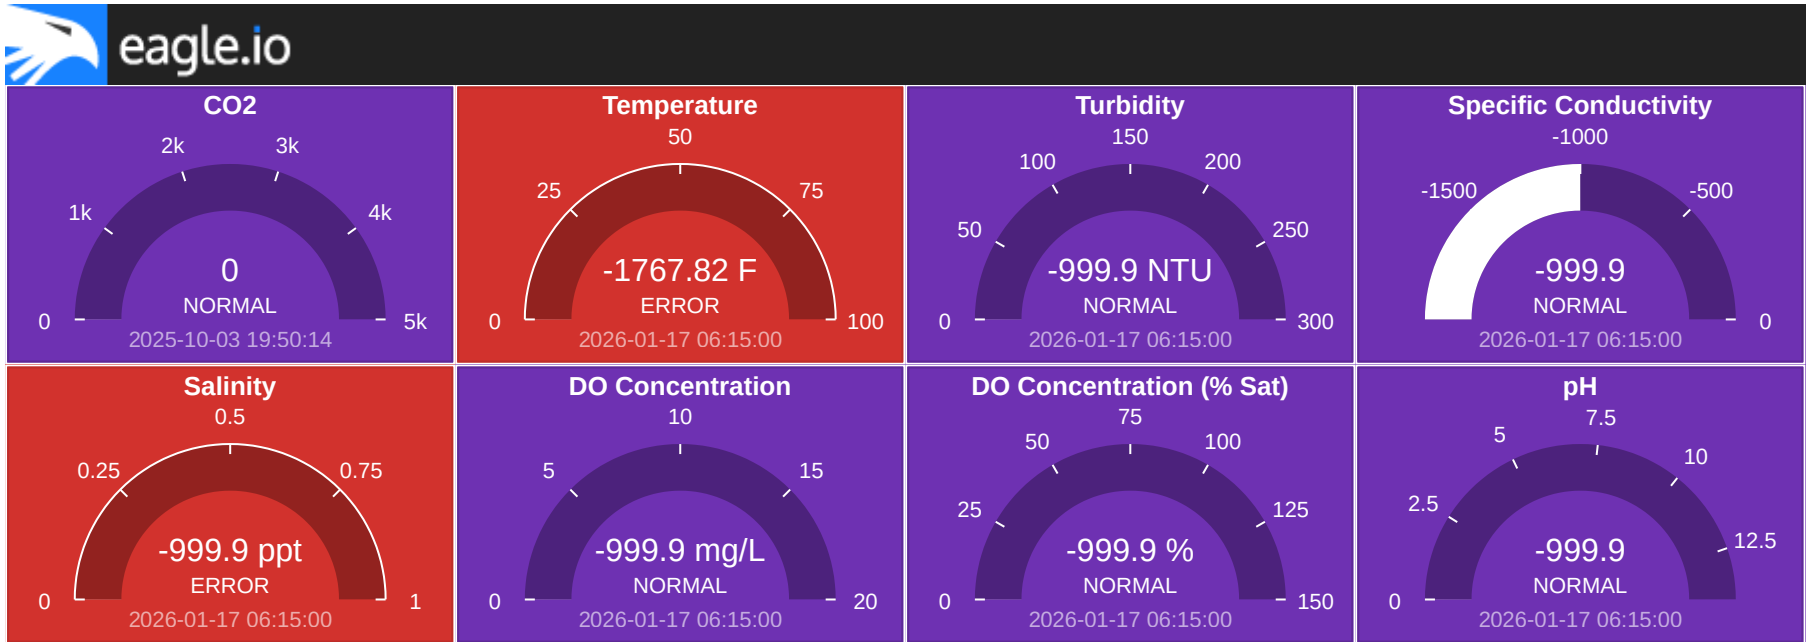 eagle.io
CO2
2k
3k
1k
4k
0
NORMAL
0
5k
2025-10-03 19:50:14
Temperature
50
25
75
-1767.82 F
ERROR
0
100
2026-01-17 06:15:00
Turbidity
150
100
200
50
250
-999.9 NTU
NORMAL
0
300
2026-01-17 06:15:00
Specific Conductivity
-1000
-1500
-500
-999.9
NORMAL
0
2026-01-17 06:15:00
Salinity
0.5
0.25
0.75
-999.9 ppt
ERROR
0
1
2026-01-17 06:15:00
DO Concentration
10
5
15
-999.9 mg/L
NORMAL
0
20
2026-01-17 06:15:00
DO Concentration (% Sat)
75
50
100
25
125
-999.9 %
NORMAL
0
150
2026-01-17 06:15:00
pH
7.5
5
10
2.5
12.5
-999.9
NORMAL
0
2026-01-17 06:15:00